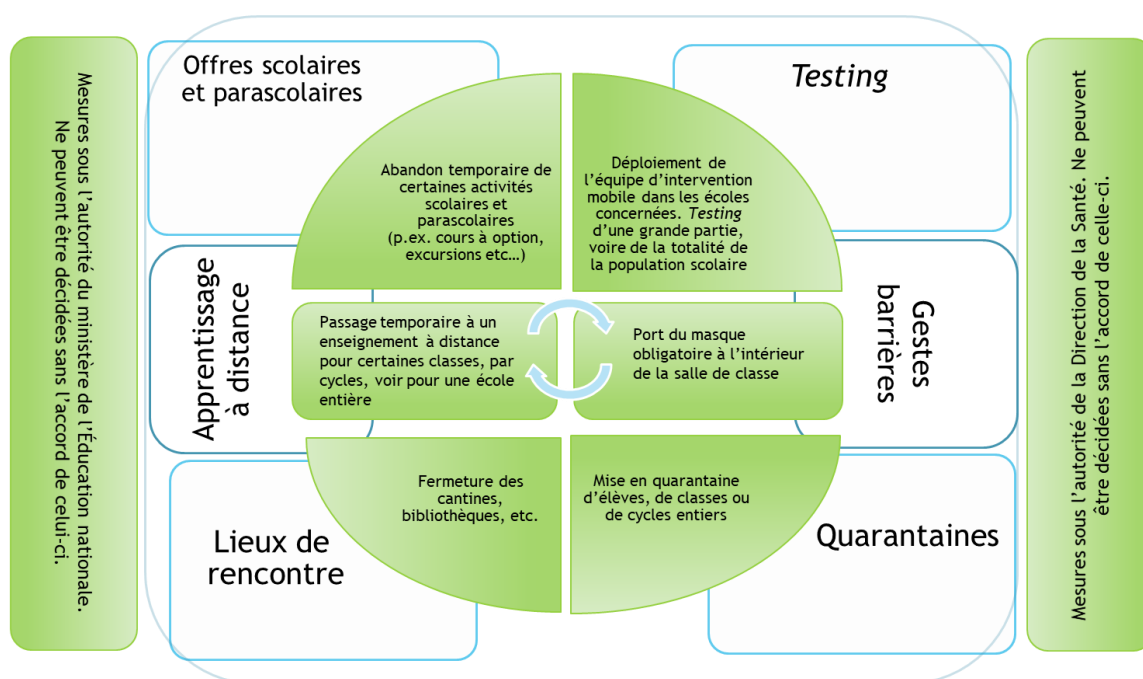 Mesures sous l'autorité du ministère de l'Éducation nationale.
Ne peuvent être décidées sans l'accord de celui-ci.
Offres scolaires
et parascolaires
Abandon temporaire de
certaines activités
scolaires et
parascolaires
(p.ex. cours à option,
excursions etc…)
Testing
Déploiement de
l'équipe d'intervention
mobile dans les écoles
concernées. Testing
d'une grande partie,
voire de la totalité de
la population scolaire
Apprentissage
à distance
Passage temporaire à un
enseignement à distance
pour certaines classes, par
cycles, voir pour une école
entière
Port du masque
obligatoire à l'intérieur
de la salle de classe
Gestes
barrières
Lieux de
rencontre
Fermeture des
cantines,
bibliothèques, etc.
Mise en quarantaine
d'élèves, de classes ou
de cycles entiers
Quarantaines
Mesures sous l'autorité de la Direction de la Santé. Ne peuvent
être décidées sans l'accord de celle-ci.